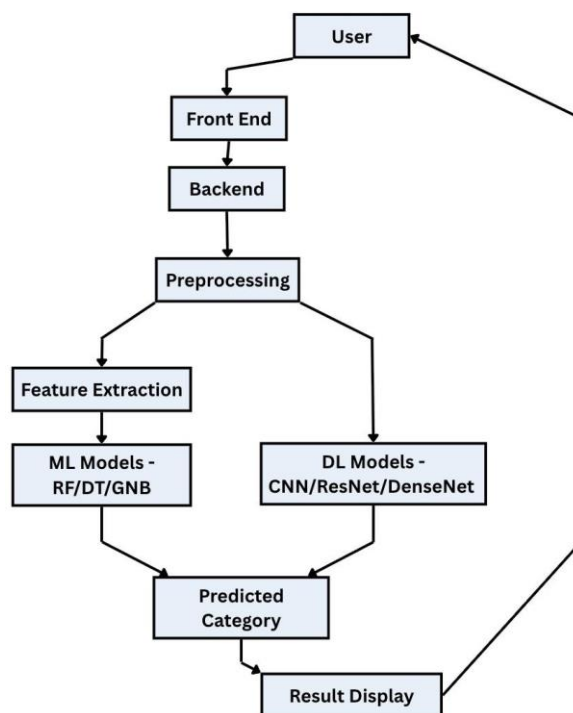 User
Front End
Backend
Preprocessing
Feature Extraction
ML Models -
RF/DT/GNB
DL Models -
CNN/ResNet/DenseNet
Predicted
Category
Result Display